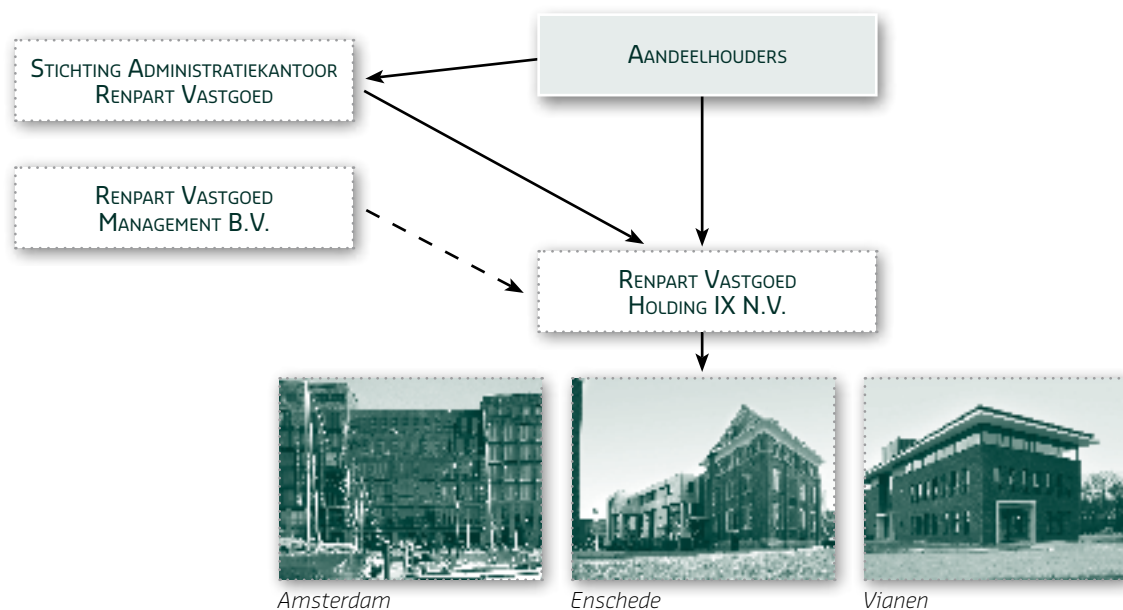 Stichting Administratiekantoor
Renpart Vastgoed
Aandeelhouders
Renpart Vastgoed
Management B.V.
Renpart Vastgoed
Holding IX N.V.
Amsterdam
Enschede
Vianen